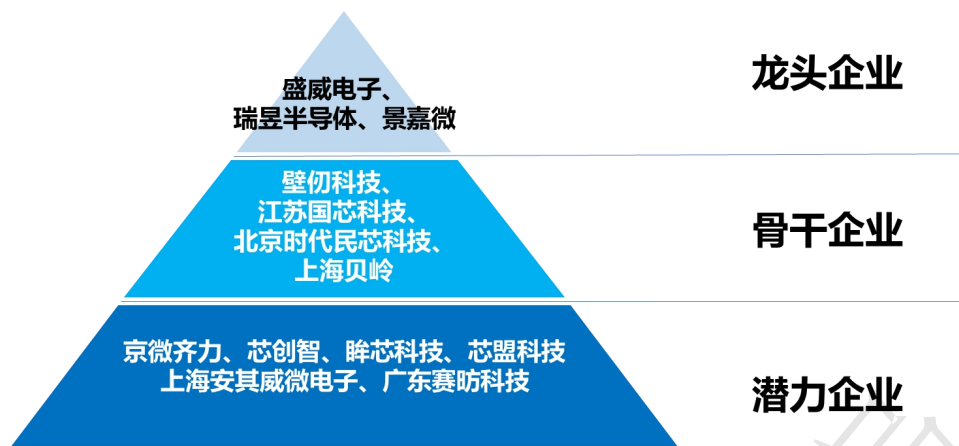 盛威电子、
瑞昱半导体、景嘉微
龙头企业
壁仞科技、
江苏国芯科技、
北京时代民芯科技、
上海贝岭
骨干企业
京微齐力、芯创智、眸芯科技、芯盟科技
上海安其威微电子、广东赛昉科技
潜力企业